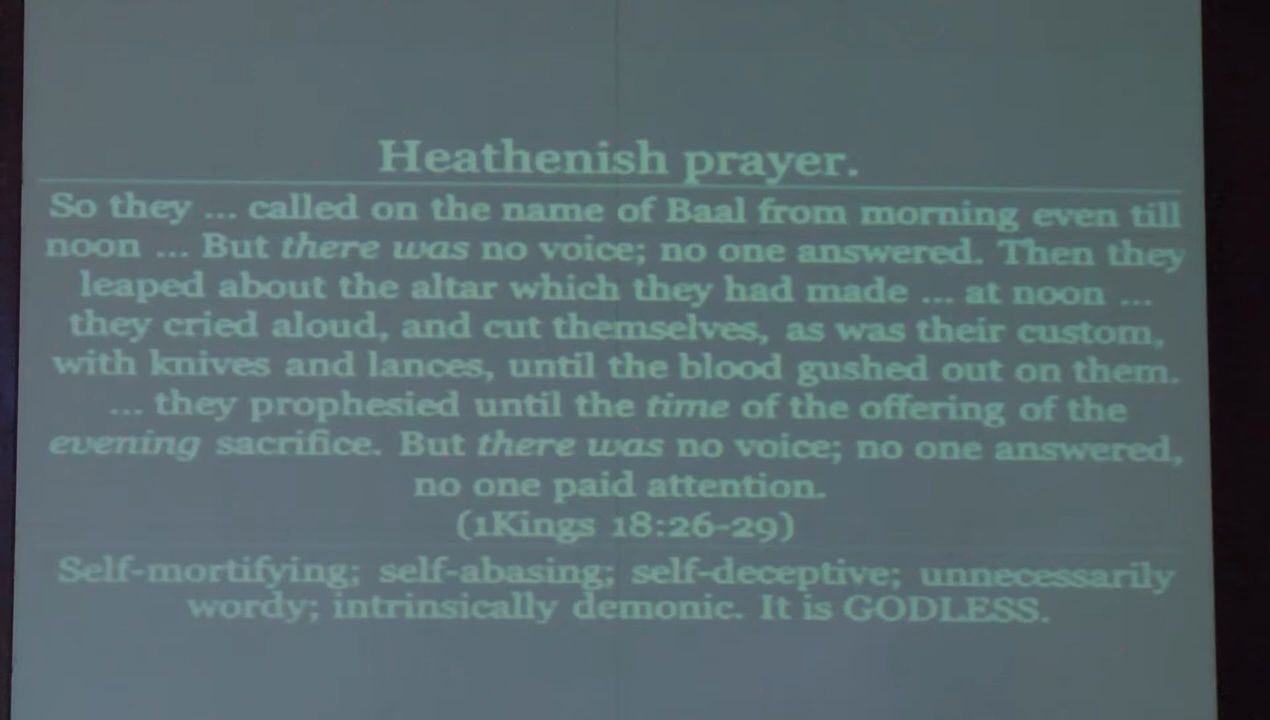 Heathenish prayer.
So they ... called on the name of Baal from morning even till
noon ... But there was no voice; no one answered. Then they
leaped about the altar which they had made ... at noon ...
they cried aloud, and cut themselves, as was their custom,
with knives and lances, until the blood gushed out on them.
... they prophesied until the time of the offering of the
evening sacrifice. But there was no voice; no one answered,
no one paid attention.
(1Kings 18:26-29)
Self-mortifying; self-abasing; self-deceptive; unnecessarily
wordy; intrinsically demonic. It is GODLESS.